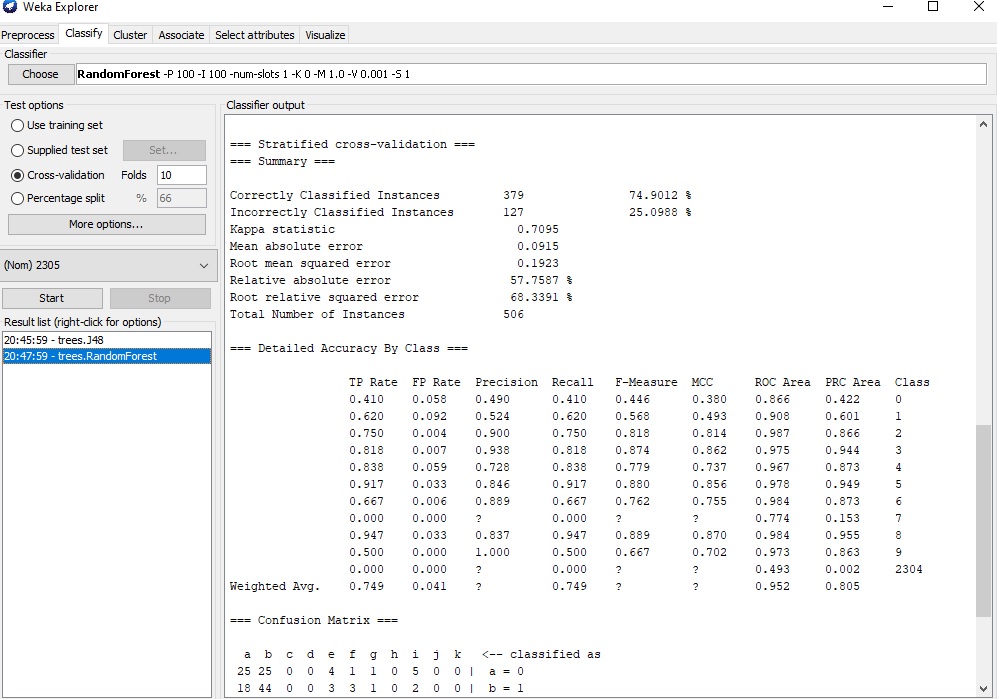 Weka Explorer
Preprocess Classify Cluster Associate Select attributes Visualize
Classifier
Choose RandomForest -P 100 -I 100 -num-slots 1 -K 0 -M 1.0 -V 0.001 -S 1
Test options
Use training set
Supplied test set Set...
Cross-validation Folds 10
Percentage split % 66
More options...
(Nom) 2305
Start Stop
Result list (right-click for options)
20:45:59 - trees.J48
20:47:59 - trees.RandomForest
Classifier output
=== Stratified cross-validation ===
=== Summary ===
Correctly Classified Instances 379 74.9012 %
Incorrectly Classified Instances 127 25.0988 %
Kappa statistic 0.7095
Mean absolute error 0.0915
Root mean squared error 0.1923
Relative absolute error 57.7587 %
Root relative squared error 68.3391 %
Total Number of Instances 506
=== Detailed Accuracy By Class ===
TP Rate FP Rate Precision Recall F-Measure MCC ROC Area PRC Area Class
0.410 0.058 0.490 0.410 0.446 0.380 0.866 0.422 0
0.620 0.092 0.524 0.620 0.568 0.493 0.908 0.601 1
0.750 0.004 0.900 0.750 0.818 0.814 0.987 0.866 2
0.818 0.007 0.938 0.818 0.874 0.862 0.975 0.944 3
0.838 0.059 0.728 0.838 0.779 0.737 0.967 0.873 4
0.917 0.033 0.846 0.917 0.880 0.856 0.978 0.949 5
0.667 0.006 0.889 0.667 0.762 0.755 0.984 0.873 6
0.000 0.000 ? 0.000 ? ? 0.774 0.153 7
0.947 0.033 0.837 0.947 0.889 0.870 0.984 0.955 8
0.500 0.000 1.000 0.500 0.667 0.702 0.973 0.863 9
0.000 0.000 ? 0.000 ? ? 0.493 0.002 2304
Weighted Avg. 0.749 0.041 ? 0.749 ? ? 0.952 0.805
=== Confusion Matrix ===
a b c d e f g h i j k <-- classified as
25 25 0 0 4 1 1 0 5 0 0 | a = 0
18 44 0 0 3 3 1 0 2 0 0 | b = 1